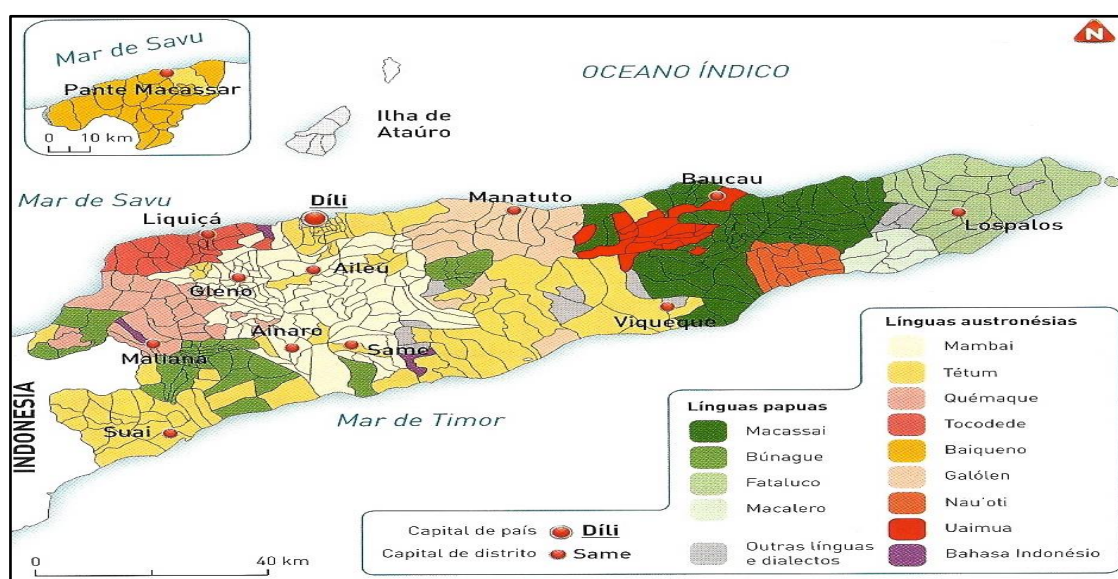 Mar de Savu
Pante Macassar
0 10 km
N
OCEANO ÍNDICO
Ilha de
Ataúro
Mar de Savu
Díli
Liquiçá
Manatuto
Baucau
Lospalos
Aileu
Gleno
Ainaro
Same
Maliana
Viqueque
Suai
INDONESIA
Mar de Timor
Línguas papuas
Macassai
Búnague
Fataluco
Macalero
Outras línguas
e dialectos
Línguas austronésias
Mambai
Tétum
Quémaque
Tocodede
Baiqueno
Galólen
Nau'oti
Uaimua
Bahasa Indonésio
Capital de país Díli
Capital de distrito Same
0 40 km